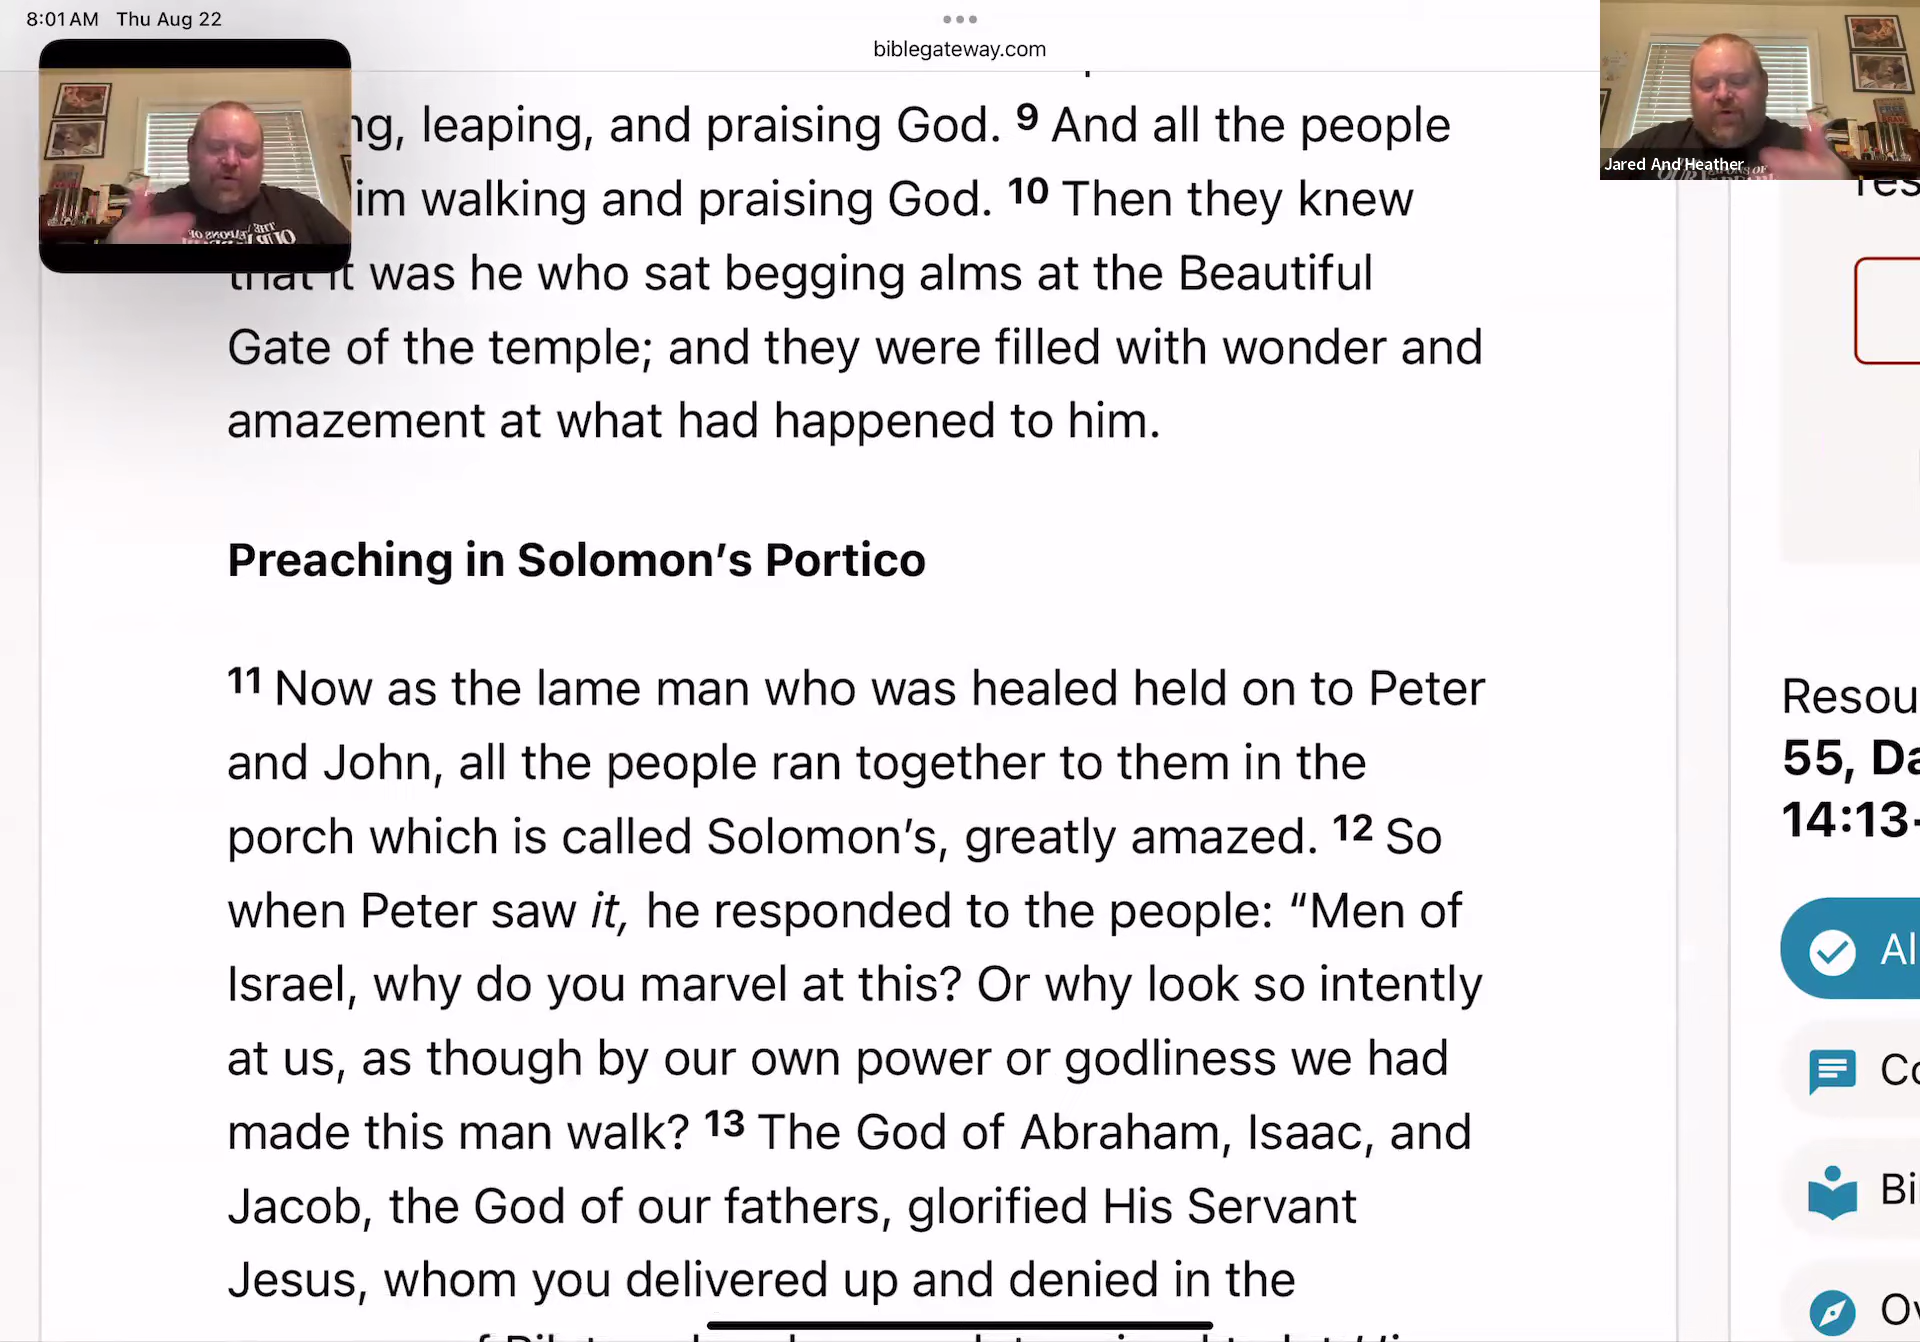 8:01 AM Thu Aug 22
biblegateway.com
Jared And Heather
ng, leaping, and praising God. 9 And all the people
im walking and praising God. 10 Then they knew
that it was he who sat begging alms at the Beautiful
Gate of the temple; and they were filled with wonder and
amazement at what had happened to him.
Preaching in Solomon's Portico
11 Now as the lame man who was healed held on to Peter
and John, all the people ran together to them in the
porch which is called Solomon's, greatly amazed. 12 So
when Peter saw it, he responded to the people: “Men of
Israel, why do you marvel at this? Or why look so intently
at us, as though by our own power or godliness we had
made this man walk? 13 The God of Abraham, Isaac, and
Jacob, the God of our fathers, glorified His Servant
Jesus, whom you delivered up and denied in the
res
Resou
55, Da
14:13-
Al
Co
Bi
Ov